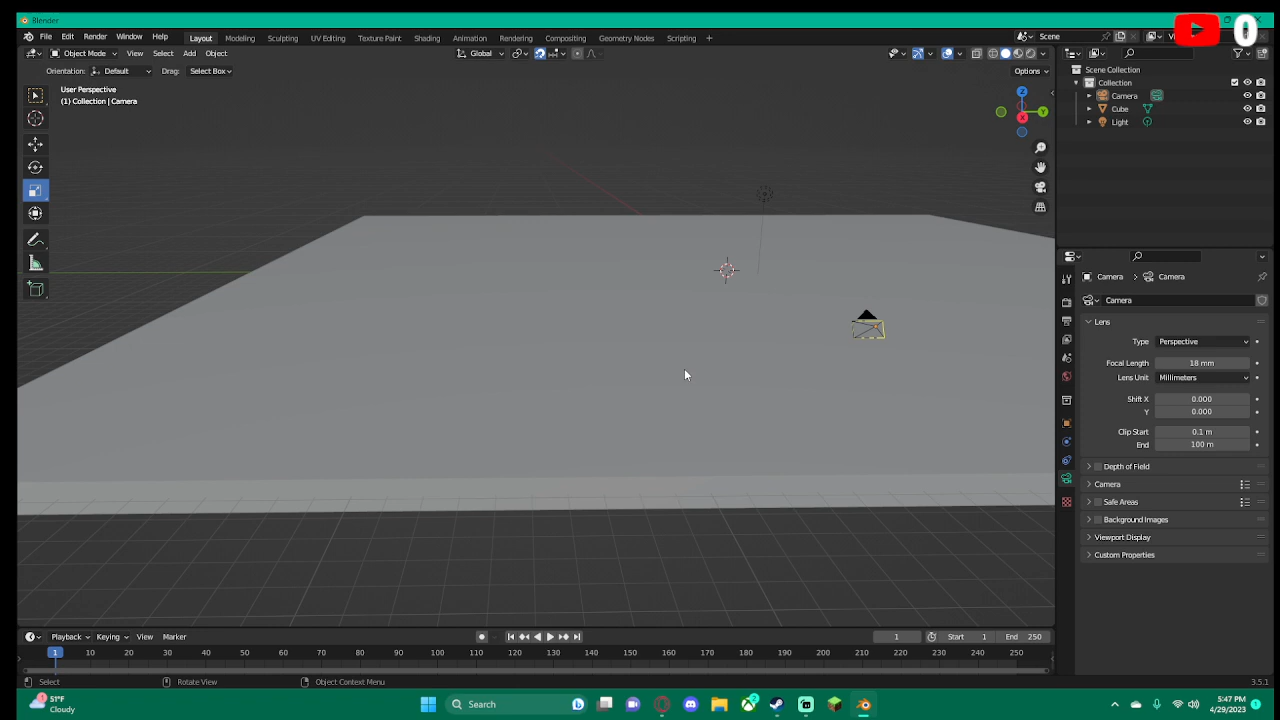 Blender
File Edit Render Window Help Layout Modeling Sculpting UV Editing Texture Paint Shading Animation Rendering Compositing Geometry Nodes Scripting + Scene
0
Object Mode View Select Add Object Global
Orientation: Default Drag: Select Box Options
User Perspective
(1) Collection | Camera
Z
Y
X
Scene Collection
Collection
Camera
Cube
Light
Camera > Camera
Camera
Lens
Type Perspective
Focal Length 18 mm
Lens Unit Millimeters
Shift X 0.000
Y 0.000
Clip Start 0.1 m
End 100 m
Depth of Field
Camera
Safe Areas
Background Images
Viewport Display
Custom Properties
Playback Keying View Marker 1 Start 1 End 250
1 10 20 30 40 50 60 70 80 90 100 110 120 130 140 150 160 170 180 190 200 210 220 230 240 250
Select Rotate View Object Context Menu 3.5.1
1
51°F
Cloudy
Search
2
5:47 PM
4/29/2023
1